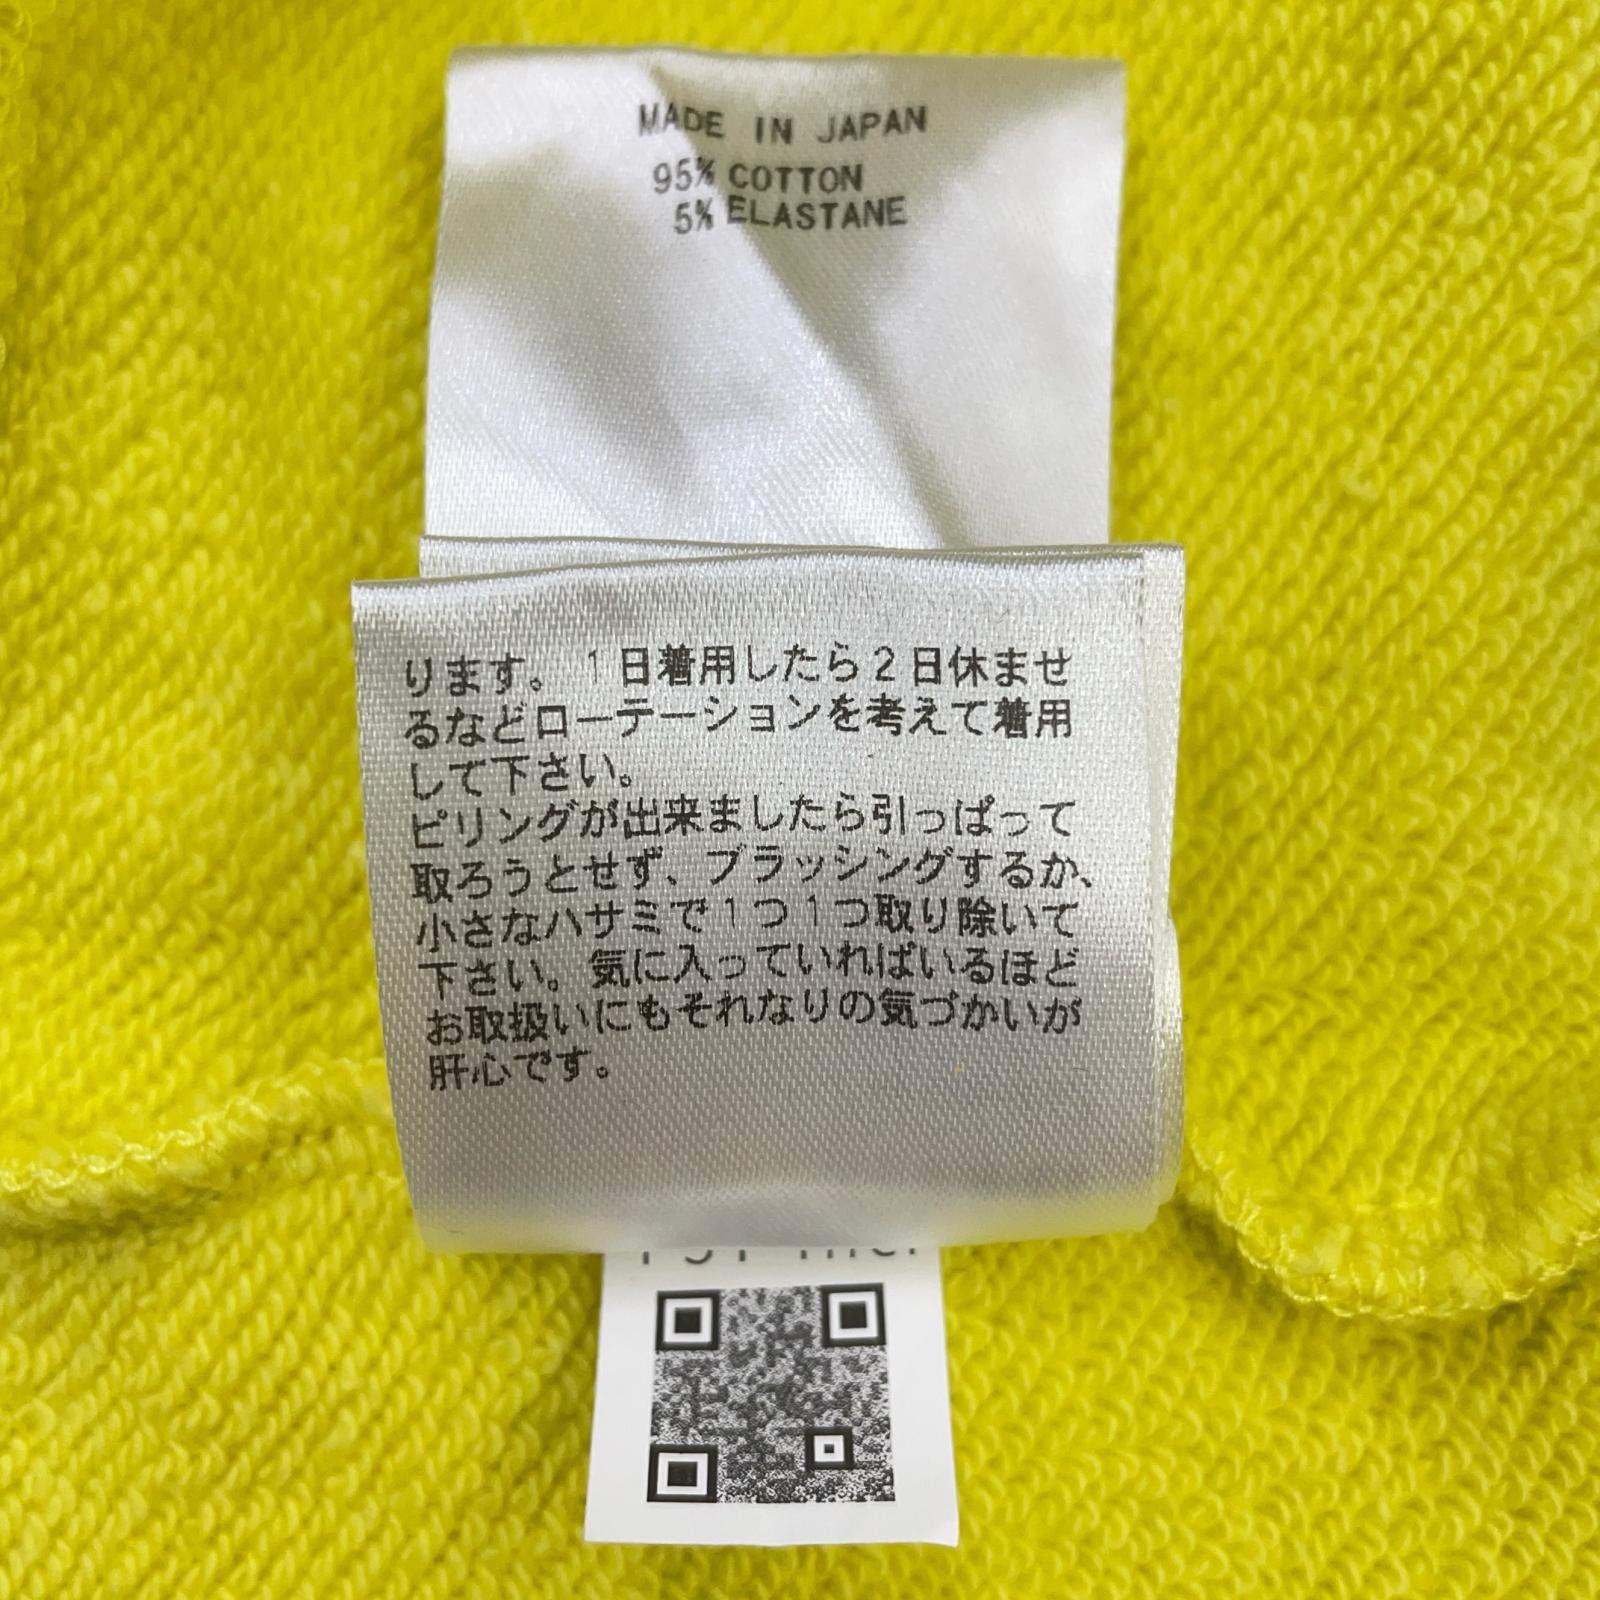 MADE IN JAPAN
95% COTTON
5% ELASTANE
ります。1日着用したら2日休ませ
るなどローテーションを考えて着用
して下さい。
ピリングが出来ましたら引っぱって
取ろうとせず、ブラッシングするか、
小さなハサミで1つ1つ取り除いて
下さい。気に入っていればいるほど
お取扱いにもそれなりの気づかいが
肝心です。